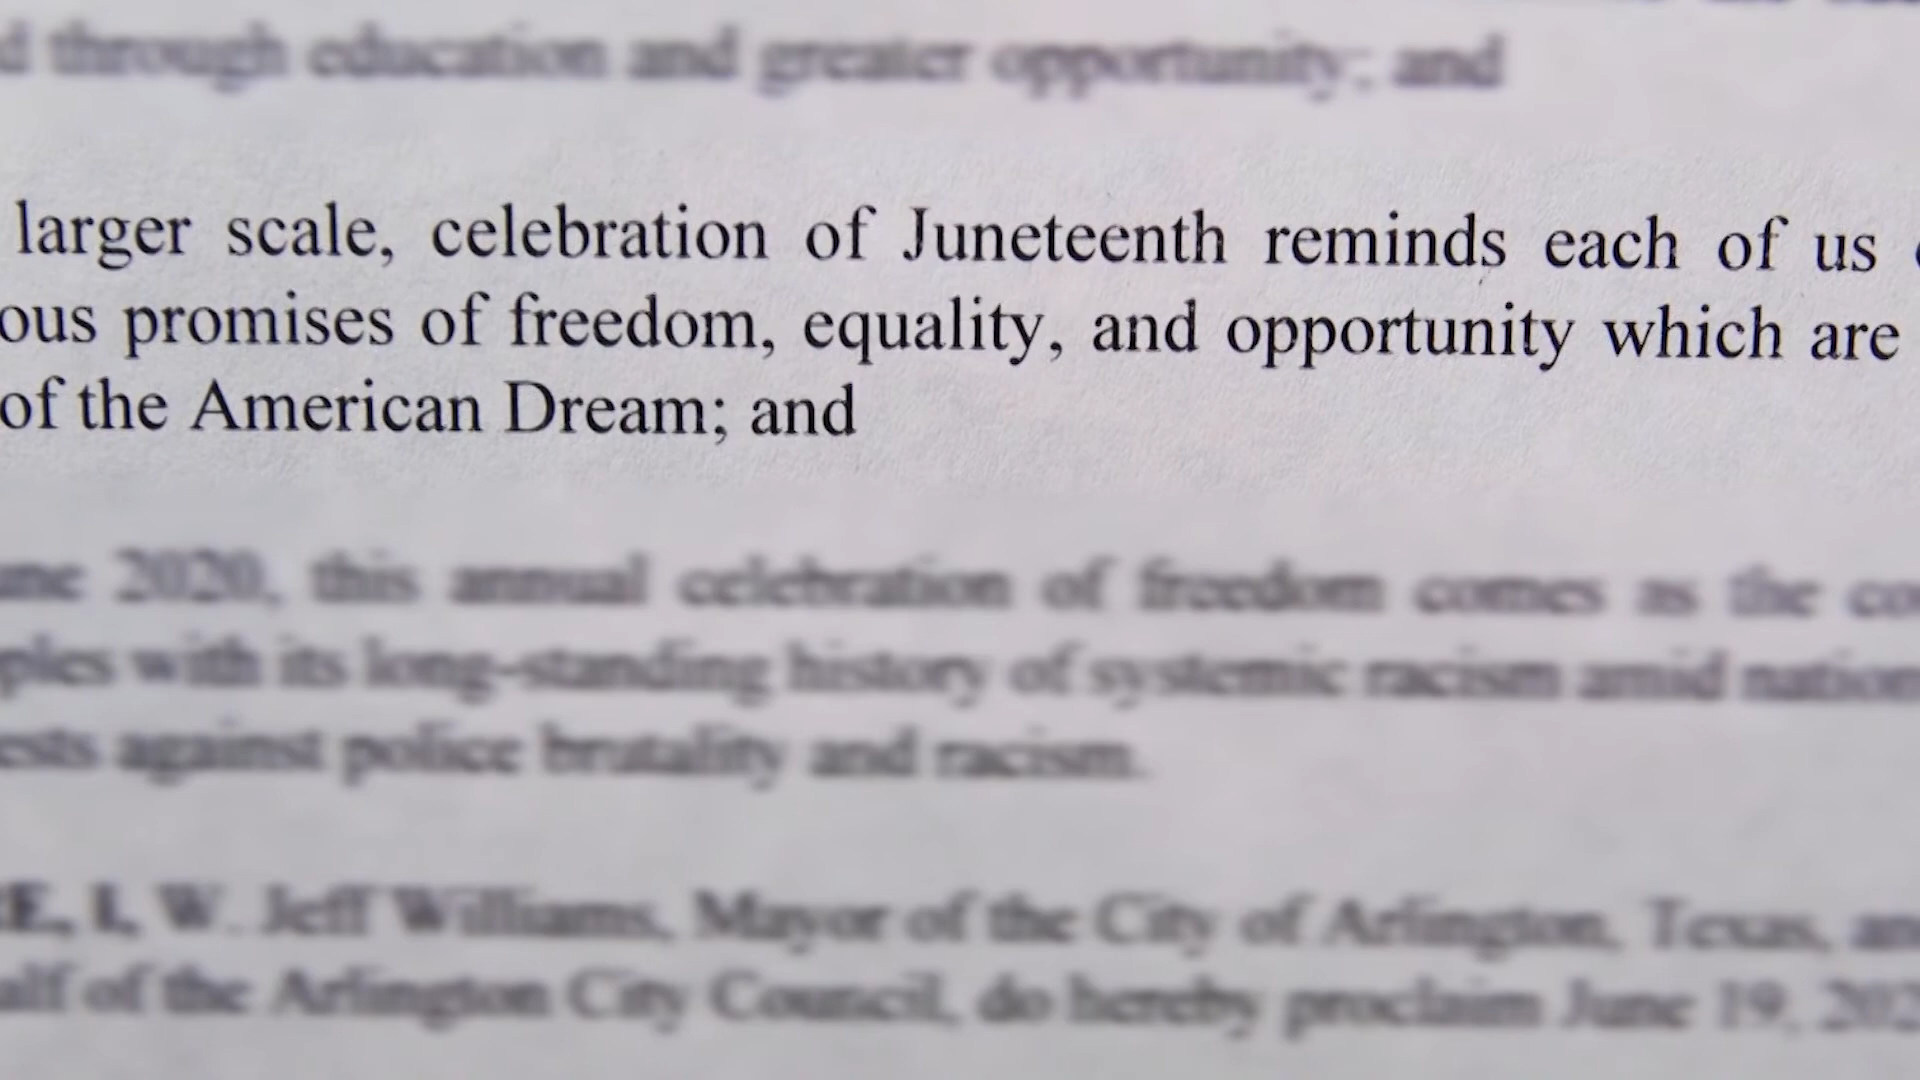 through education and greater opportunity; and
larger scale, celebration of Juneteenth reminds each of us
ous promises of freedom, equality, and opportunity which are
of the American Dream; and
une 2020, this annual celebration of freedom comes as the co
ples with its long-standing history of systemic racism amid nation
ests against police brutality and racism.
E, I, W. Jeff Williams, Mayor of the City of Arlington, Texas, an
alf of the Arlington City Council, do hereby proclaim June 19, 202